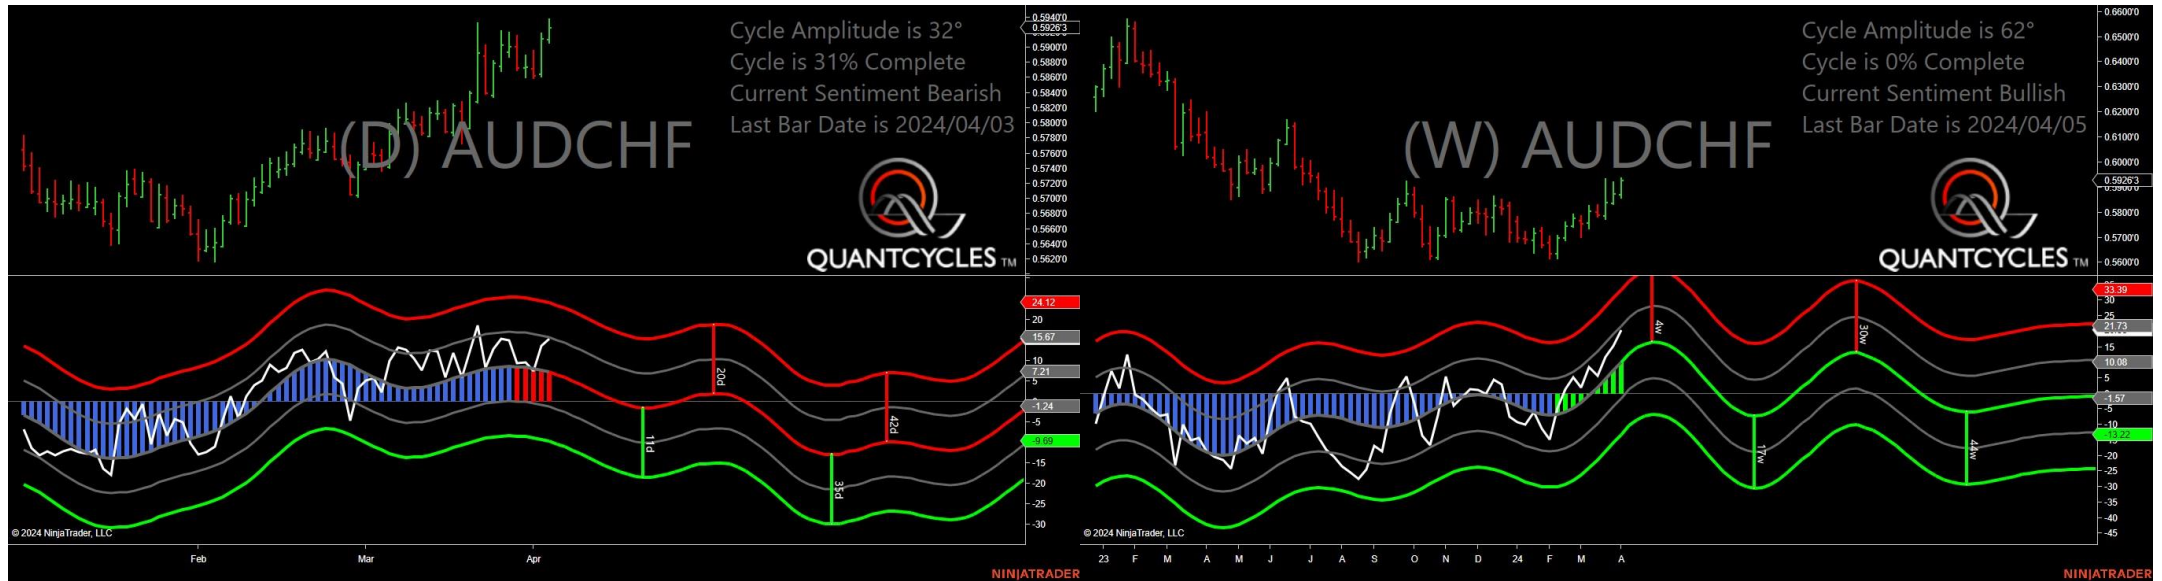 Cycle Amplitude is 32°
Cycle is 31% Complete
Current Sentiment Bearish
Last Bar Date is 2024/04/03
(D) AUDCHF
QUANTCYCLES TM
0.5940'0
0.5926'3
0.5900'0
0.5880'0
0.5860'0
0.5840'0
0.5820'0
0.5800'0
0.5780'0
0.5760'0
0.5740'0
0.5720'0
0.5700'0
0.5680'0
0.5660'0
0.5640'0
0.5620'0
24.12
20
15.67
10
7.21
5
-1.24
-5
-9.69
-15
-20
-25
-30
11d
20d
35d
42d
© 2024 NinjaTrader, LLC
Feb
Mar
Apr
NINJATRADER
Cycle Amplitude is 62°
Cycle is 0% Complete
Current Sentiment Bullish
Last Bar Date is 2024/04/05
(W) AUDCHF
QUANTCYCLES TM
0.6600'0
0.6500'0
0.6400'0
0.6300'0
0.6200'0
0.6100'0
0.6000'0
0.5926'3
0.5900'0
0.5800'0
0.5700'0
0.5600'0
33.39
30
25
21.73
15
10.08
5
-1.57
-5
-10
-13.22
-20
-25
-30
-35
-40
-45
4w
17w
30w
44w
© 2024 NinjaTrader, LLC
23 F M A M J J A S O N D 24 F M A
NINJATRADER